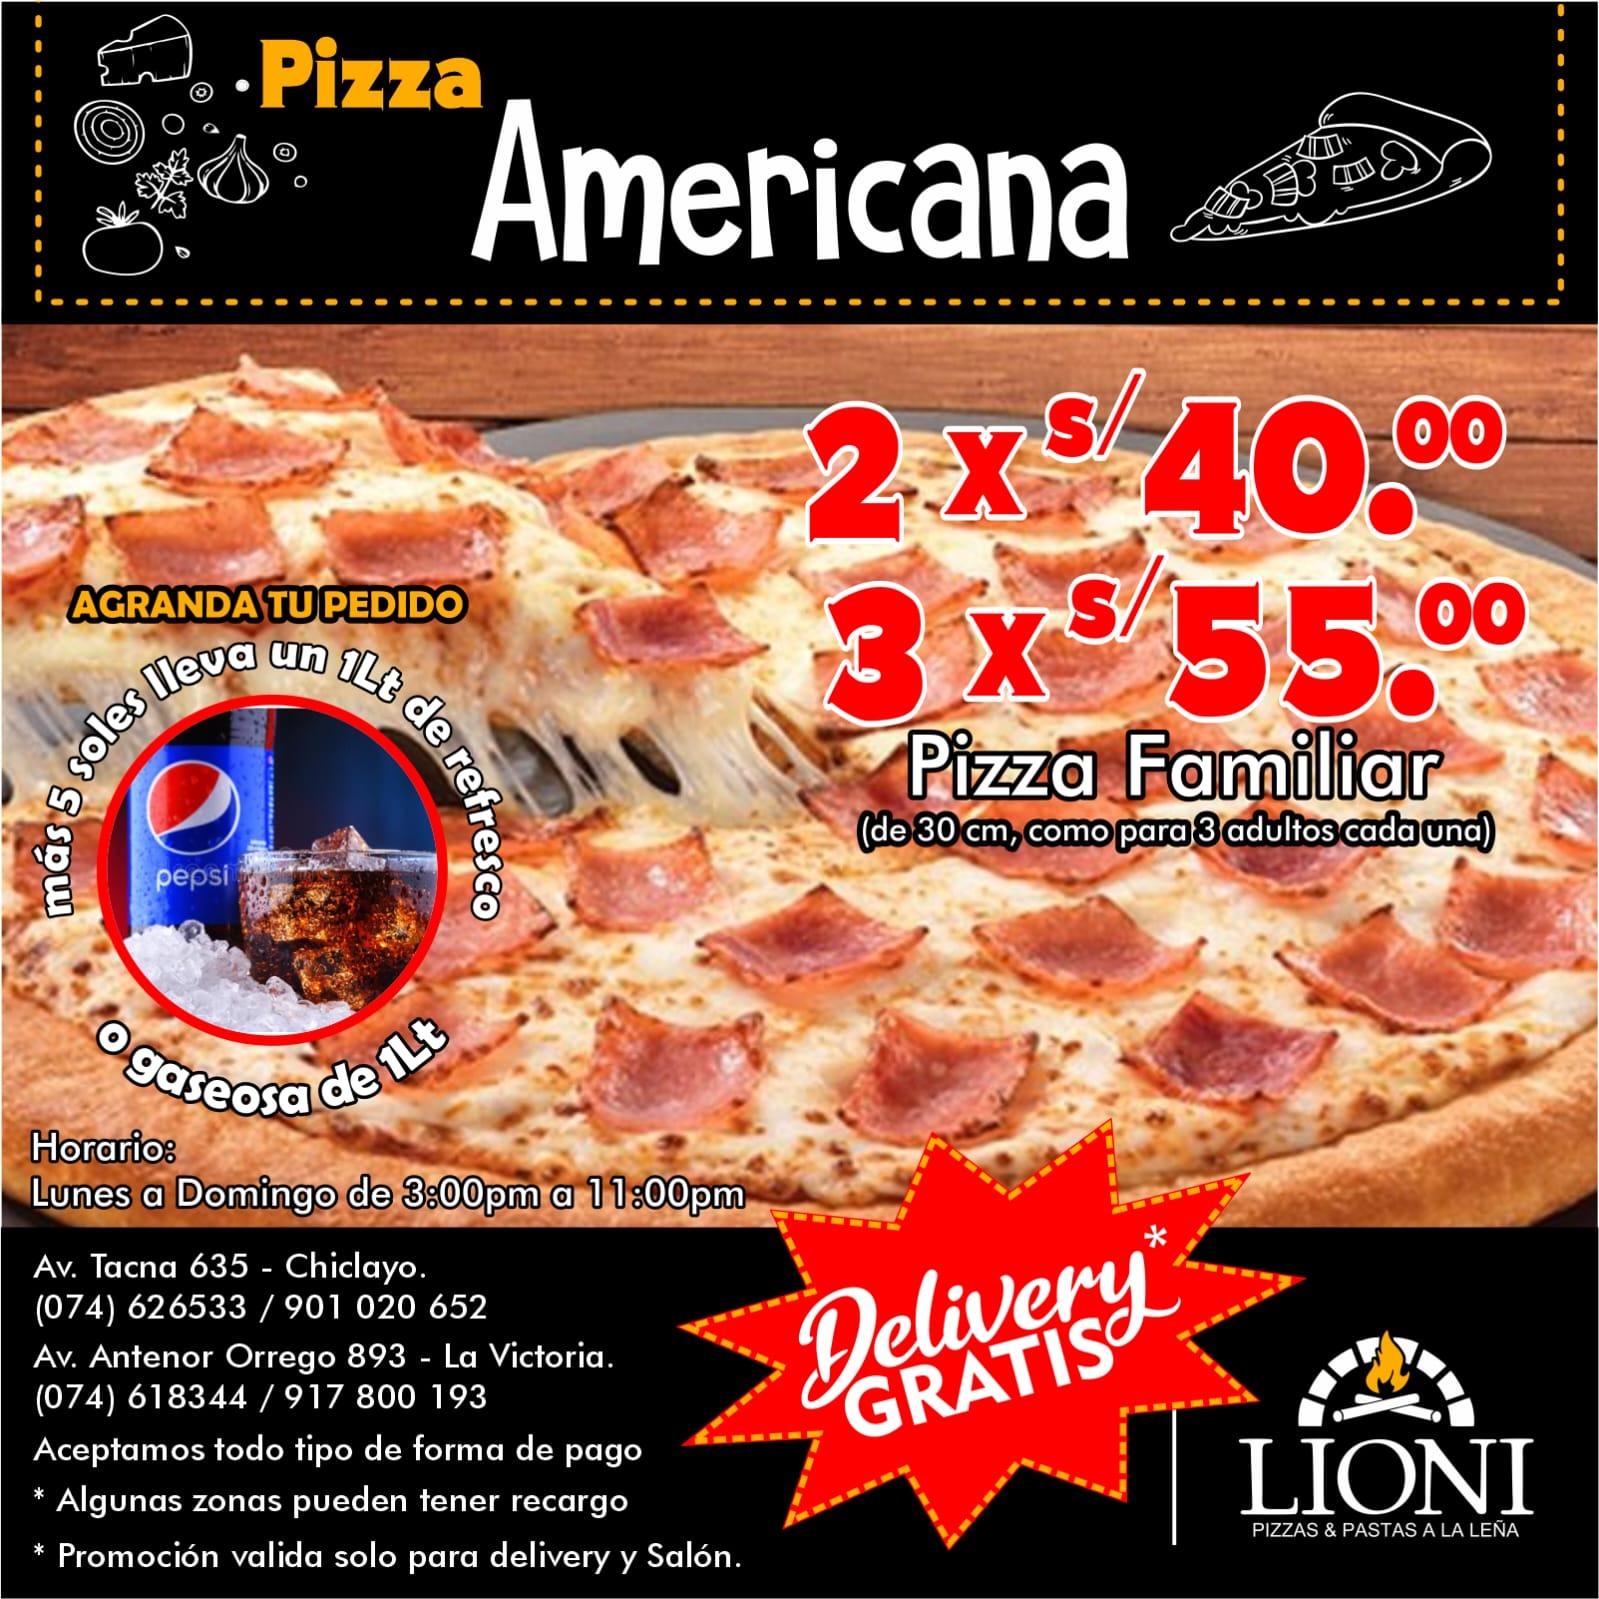 Pizza
Americana
2 x S/40.00
3 x S/55.00
Pizza Familiar
(de 30 cm, como para 3 adultos cada una)
AGRANDA TU PEDIDO
más 5 soles lleva un 1Lt de refresco
pepsi
o gaseosa de 1Lt
Horario:
Lunes a Domingo de 3:00pm a 11:00pm
Av. Tacna 635 - Chiclayo.
(074) 626533 / 901 020 652
Av. Antenor Orrego 893 - La Victoria.
(074) 618344 / 917 800 193
Aceptamos todo tipo de forma de pago
* Algunas zonas pueden tener recargo
* Promoción valida solo para delivery y Salón.
Delivery*
GRATIS
LIONI
PIZZAS & PASTAS A LA LEÑA